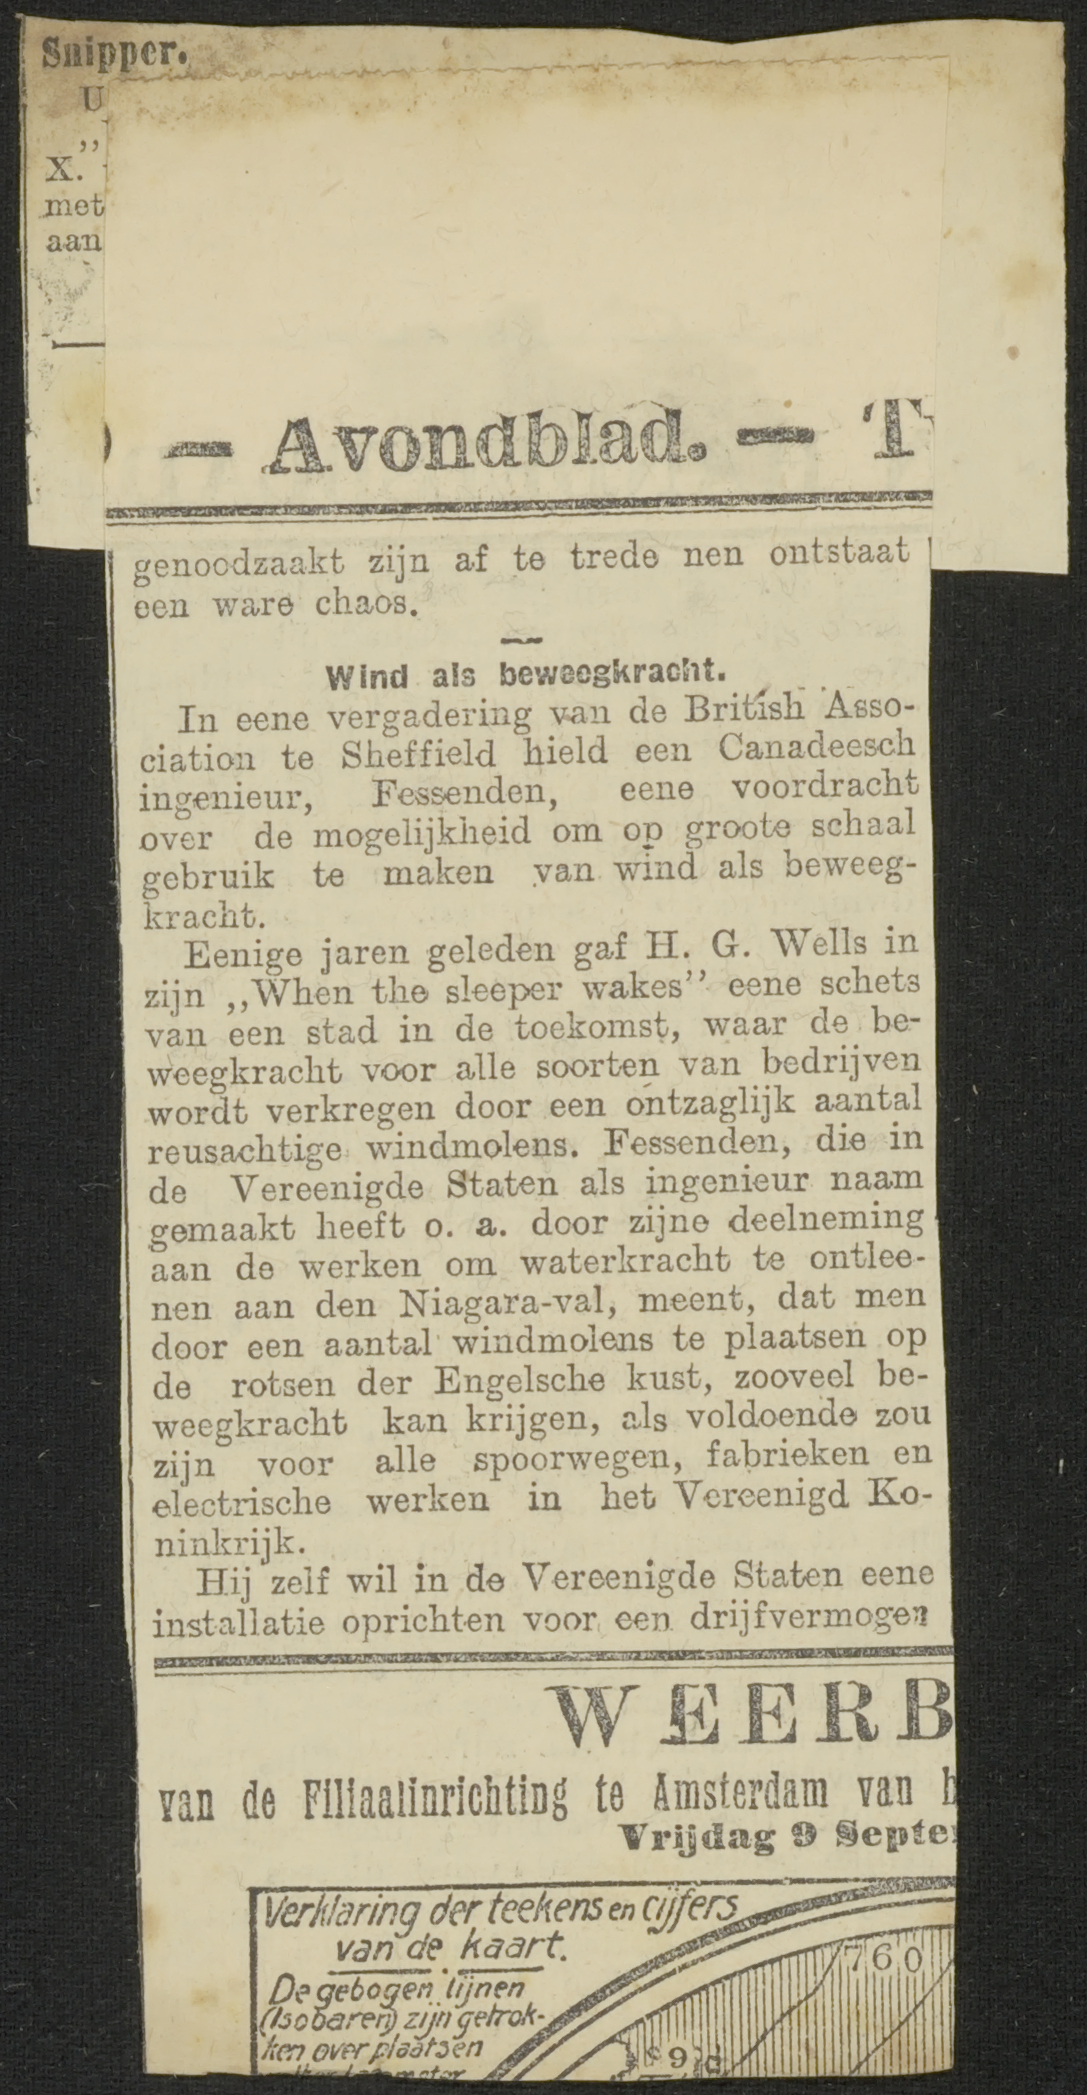 Snipper.
U
X."
met
aan
— Avondblad. — T
genoodzaakt zijn af te trede nen ontstaat
een ware chaos.
Wind als beweegkracht.
In eene vergadering van de British Asso-
ciation te Sheffield hield een Canadeesch
ingenieur, Fessenden, eene voordracht
over de mogelijkheid om op groote schaal
gebruik te maken van wind als beweeg-
kracht.
Eenige jaren geleden gaf H. G. Wells in
zijn ,,When the sleeper wakes" eene schets
van een stad in de toekomst, waar de be-
weegkracht voor alle soorten van bedrijven
wordt verkregen door een ontzaglijk aantal
reusachtige windmolens. Fessenden, die in
de Vereenigde Staten als ingenieur naam
gemaakt heeft o. a. door zijne deelneming
aan de werken om waterkracht te ontlee-
nen aan den Niagara-val, meent, dat men
door een aantal windmolens te plaatsen op
de rotsen der Engelsche kust, zooveel be-
weegkracht kan krijgen, als voldoende zou
zijn voor alle spoorwegen, fabrieken en
electrische werken in het Vereenigd Ko-
ninkrijk.
Hij zelf wil in de Vereenigde Staten eene
installatie oprichten voor een drijfvermogen
WEERB
van de Filiaalinrichting te Amsterdam van h
Vrijdag 9 Septe
Verklaring der teekens en cijfers
van de kaart.
De gebogen lijnen
(Isobaren) zijn getrok-
ken over plaatsen
760
9